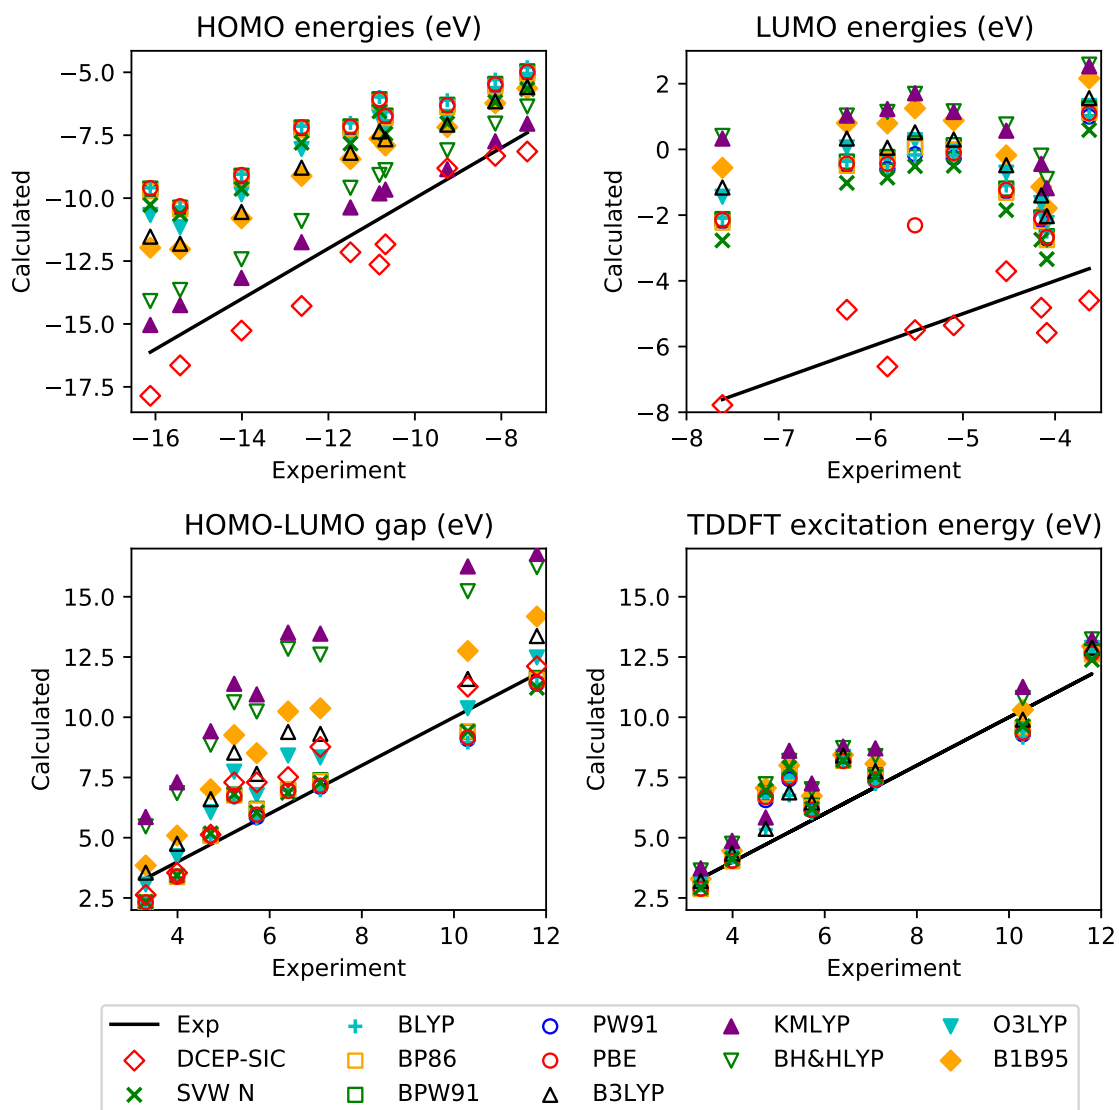 HOMO energies (eV)
LUMO energies (eV)
−5.0
−7.5
−10.0
−12.5
−15.0
−17.5
Calculated
−16
−14
−12
−10
−8
Experiment
2
0
−2
−4
−6
−8
Calculated
−8
−7
−6
−5
−4
Experiment
HOMO-LUMO gap (eV)
TDDFT excitation energy (eV)
15.0
12.5
10.0
7.5
5.0
2.5
Calculated
4
6
8
10
12
Experiment
15.0
12.5
10.0
7.5
5.0
2.5
Calculated
4
6
8
10
12
Experiment
Exp
BLYP
PW91
KMLYP
O3LYP
DCEP-SIC
BP86
PBE
BH&HLYP
B1B95
SVW N
BPW91
B3LYP